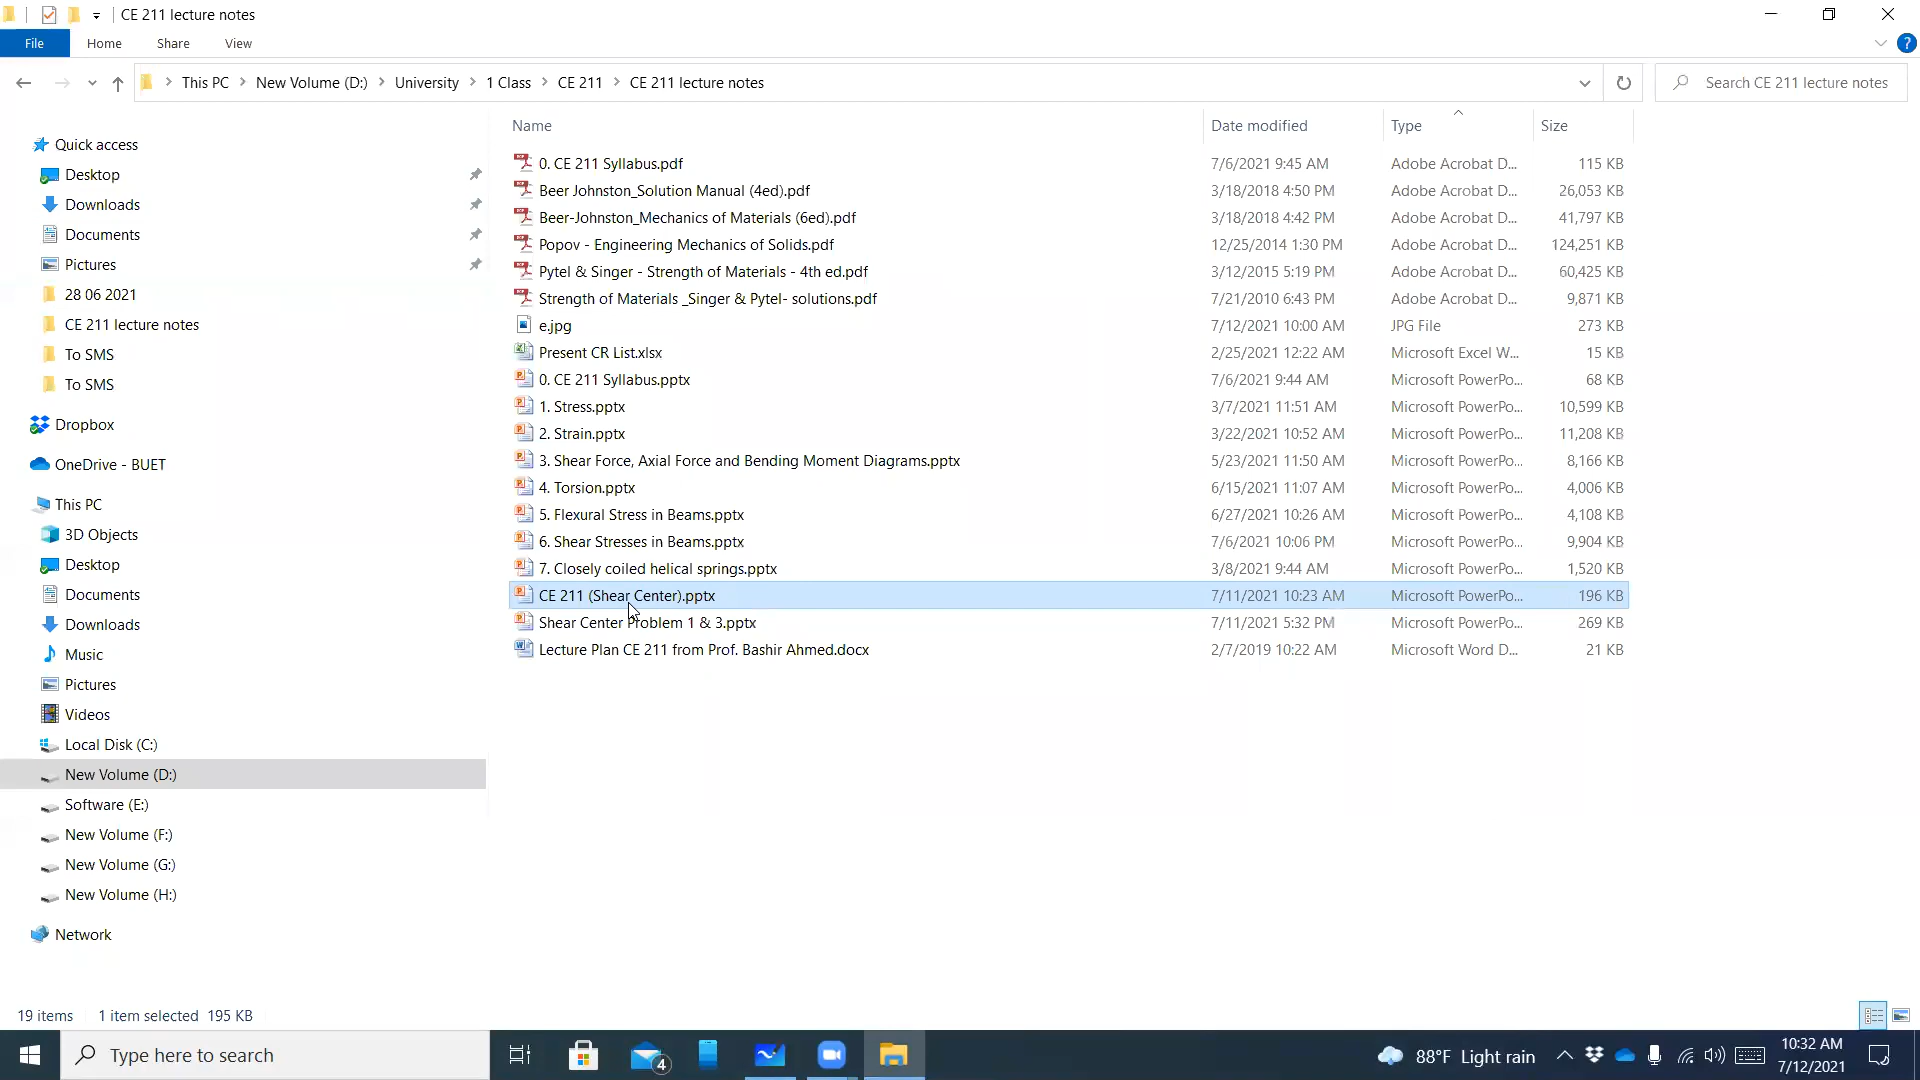 CE 211 lecture notes
File Home Share View
This PC New Volume (D:) University 1 Class CE 211 CE 211 lecture notes
Search CE 211 lecture notes
Name Date modified Type Size
Quick access
Desktop
Downloads
Documents
Pictures
28 06 2021
CE 211 lecture notes
To SMS
To SMS
Dropbox
OneDrive - BUET
This PC
3D Objects
Desktop
Documents
Downloads
Music
Pictures
Videos
Local Disk (C:)
New Volume (D:)
Software (E:)
New Volume (F:)
New Volume (G:)
New Volume (H:)
Network
0. CE 211 Syllabus.pdf 7/6/2021 9:45 AM Adobe Acrobat D... 115 KB
Beer Johnston_Solution Manual (4ed).pdf 3/18/2018 4:50 PM Adobe Acrobat D... 26,053 KB
Beer-Johnston_Mechanics of Materials (6ed).pdf 3/18/2018 4:42 PM Adobe Acrobat D... 41,797 KB
Popov - Engineering Mechanics of Solids.pdf 12/25/2014 1:30 PM Adobe Acrobat D... 124,251 KB
Pytel & Singer - Strength of Materials - 4th ed.pdf 3/12/2015 5:19 PM Adobe Acrobat D... 60,425 KB
Strength of Materials _Singer & Pytel- solutions.pdf 7/21/2010 6:43 PM Adobe Acrobat D... 9,871 KB
e.jpg 7/12/2021 10:00 AM JPG File 273 KB
Present CR List.xlsx 2/25/2021 12:22 AM Microsoft Excel W... 15 KB
0. CE 211 Syllabus.pptx 7/6/2021 9:44 AM Microsoft PowerPo... 68 KB
1. Stress.pptx 3/7/2021 11:51 AM Microsoft PowerPo... 10,599 KB
2. Strain.pptx 3/22/2021 10:52 AM Microsoft PowerPo... 11,208 KB
3. Shear Force, Axial Force and Bending Moment Diagrams.pptx 5/23/2021 11:50 AM Microsoft PowerPo... 8,166 KB
4. Torsion.pptx 6/15/2021 11:07 AM Microsoft PowerPo... 4,006 KB
5. Flexural Stress in Beams.pptx 6/27/2021 10:26 AM Microsoft PowerPo... 4,108 KB
6. Shear Stresses in Beams.pptx 7/6/2021 10:06 PM Microsoft PowerPo... 9,904 KB
7. Closely coiled helical springs.pptx 3/8/2021 9:44 AM Microsoft PowerPo... 1,520 KB
CE 211 (Shear Center).pptx 7/11/2021 10:23 AM Microsoft PowerPo... 196 KB
Shear Center Problem 1 & 3.pptx 7/11/2021 5:32 PM Microsoft PowerPo... 269 KB
Lecture Plan CE 211 from Prof. Bashir Ahmed.docx 2/7/2019 10:22 AM Microsoft Word D... 21 KB
19 items 1 item selected 195 KB
Type here to search
4
88°F Light rain
10:32 AM
7/12/2021